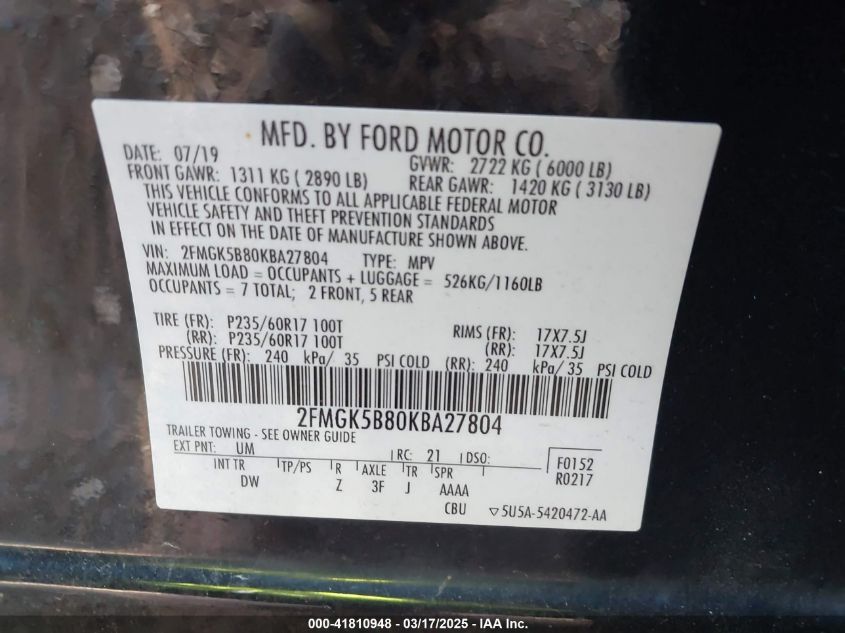 MFD. BY FORD MOTOR CO.
DATE: 07/19 GVWR: 2722 KG ( 6000 LB)
FRONT GAWR: 1311 KG ( 2890 LB) REAR GAWR: 1420 KG ( 3130 LB)
THIS VEHICLE CONFORMS TO ALL APPLICABLE FEDERAL MOTOR
VEHICLE SAFETY AND THEFT PREVENTION STANDARDS
IN EFFECT ON THE DATE OF MANUFACTURE SHOWN ABOVE.
VIN: 2FMGK5B80KBA27804 TYPE: MPV
MAXIMUM LOAD = OCCUPANTS + LUGGAGE = 526KG/1160LB
OCCUPANTS = 7 TOTAL; 2 FRONT, 5 REAR
TIRE (FR): P235/60R17 100T RIMS (FR): 17X7.5J
(RR): P235/60R17 100T (RR): 17X7.5J
PRESSURE (FR): 240 kPa/ 35 PSI COLD (RR): 240 kPa/ 35 PSI COLD
2FMGK5B80KBA27804
TRAILER TOWING - SEE OWNER GUIDE
EXT PNT: UM RC: 21 DSO: F0152
INT TR TP/PS R AXLE TR SPR R0217
DW Z 3F J AAAA
CBU ▽5U5A-5420472-AA
000-41810948 - 03/17/2025 - IAA Inc.